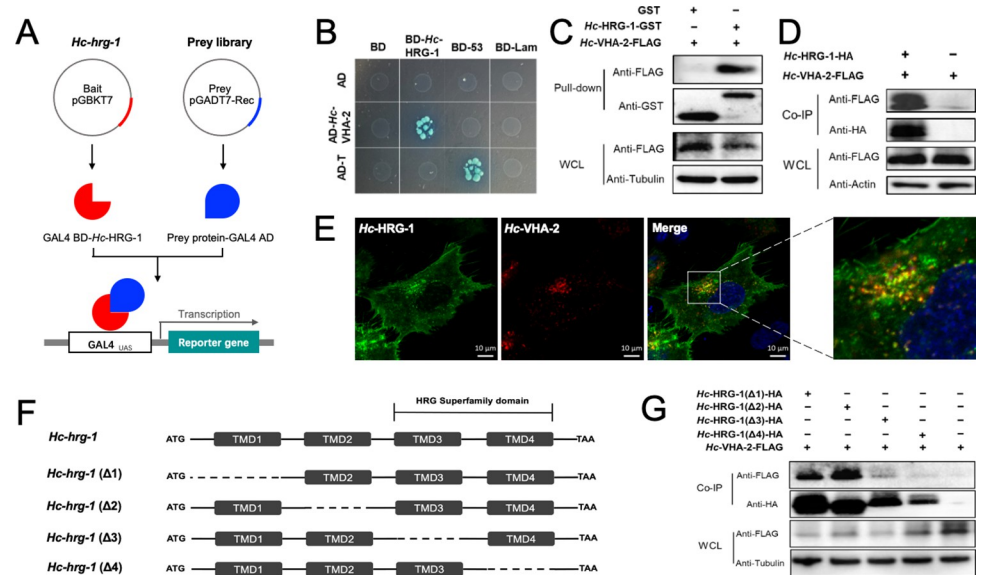 A
Hc-hrg-1
Prey library
Bait
pGBKT7
Prey
pGADT7-Rec
GAL4 BD-Hc-HRG-1
Prey protein-GAL4 AD
Transcription
GAL4 UAS
Reporter gene
B
BD
BD-Hc-HRG-1
BD-53
BD-Lam
AD
AD-Hc-VHA-2
AD-T
C
GST + −
Hc-HRG-1-GST − +
Hc-VHA-2-FLAG + +
Pull-down
Anti-FLAG
Anti-GST
WCL
Anti-FLAG
Anti-Tubulin
D
Hc-HRG-1-HA + −
Hc-VHA-2-FLAG + +
Co-IP
Anti-FLAG
Anti-HA
WCL
Anti-FLAG
Anti-Actin
E
Hc-HRG-1
10 μm
Hc-VHA-2
10 μm
Merge
10 μm
F
HRG Superfamily domain
Hc-hrg-1 ATG TMD1 TMD2 TMD3 TMD4 TAA
Hc-hrg-1 (Δ1) ATG TMD2 TMD3 TMD4 TAA
Hc-hrg-1 (Δ2) ATG TMD1 TMD3 TMD4 TAA
Hc-hrg-1 (Δ3) ATG TMD1 TMD2 TMD4 TAA
Hc-hrg-1 (Δ4) ATG TMD1 TMD2 TMD3 TAA
G
Hc-HRG-1(Δ1)-HA + − − − −
Hc-HRG-1(Δ2)-HA − + − − −
Hc-HRG-1(Δ3)-HA − − + − −
Hc-HRG-1(Δ4)-HA − − − + −
Hc-VHA-2-FLAG + + + + +
Co-IP
Anti-FLAG
Anti-HA
WCL
Anti-FLAG
Anti-Tubulin